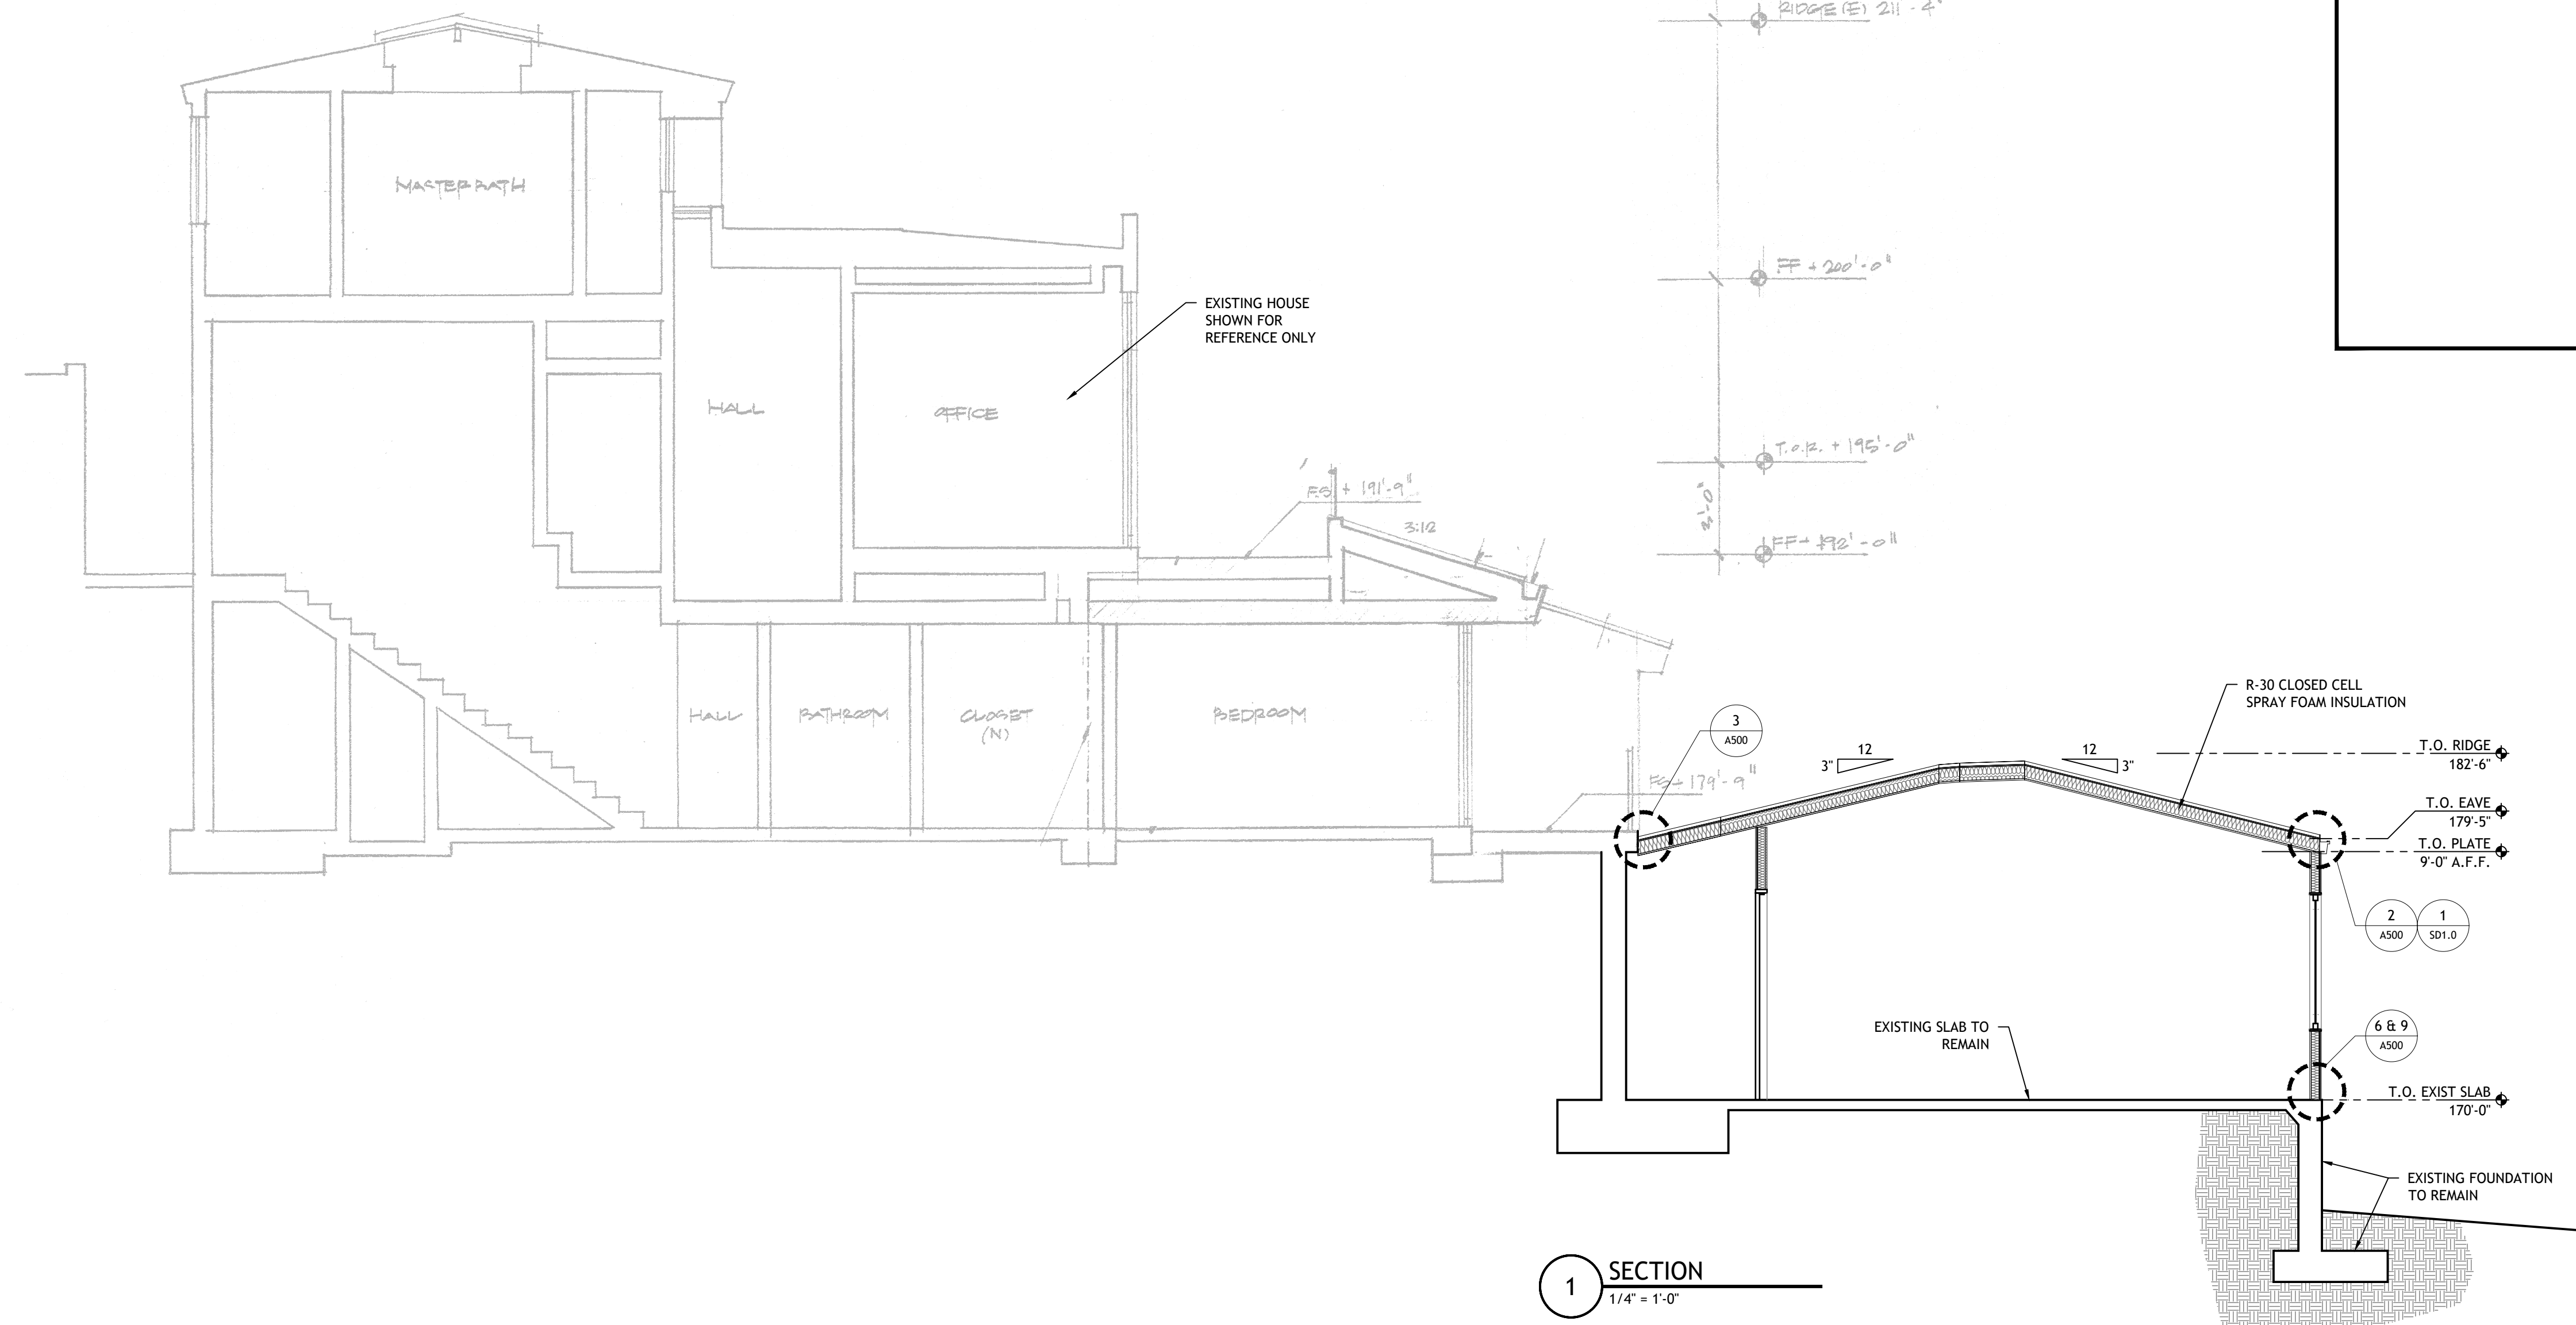 RIDGE (E) 211'-4"
MASTER BATH
FF + 200'-0"
EXISTING HOUSE
SHOWN FOR
REFERENCE ONLY
HALL
OFFICE
T.O.R. + 195'-0"
F.S. + 191'-9"
3'-0"
3:12
FF + 192'-0"
R-30 CLOSED CELL
SPRAY FOAM INSULATION
HALL
BATHROOM
CLOSET
(N)
BEDROOM
3
A500
12
3"
12
3"
T.O. RIDGE
182'-6"
FS + 179'-9"
T.O. EAVE
179'-5"
T.O. PLATE
9'-0" A.F.F.
2
A500
1
SD1.0
EXISTING SLAB TO
REMAIN
6 & 9
A500
T.O. EXIST SLAB
170'-0"
EXISTING FOUNDATION
TO REMAIN
1
SECTION
1/4" = 1'-0"